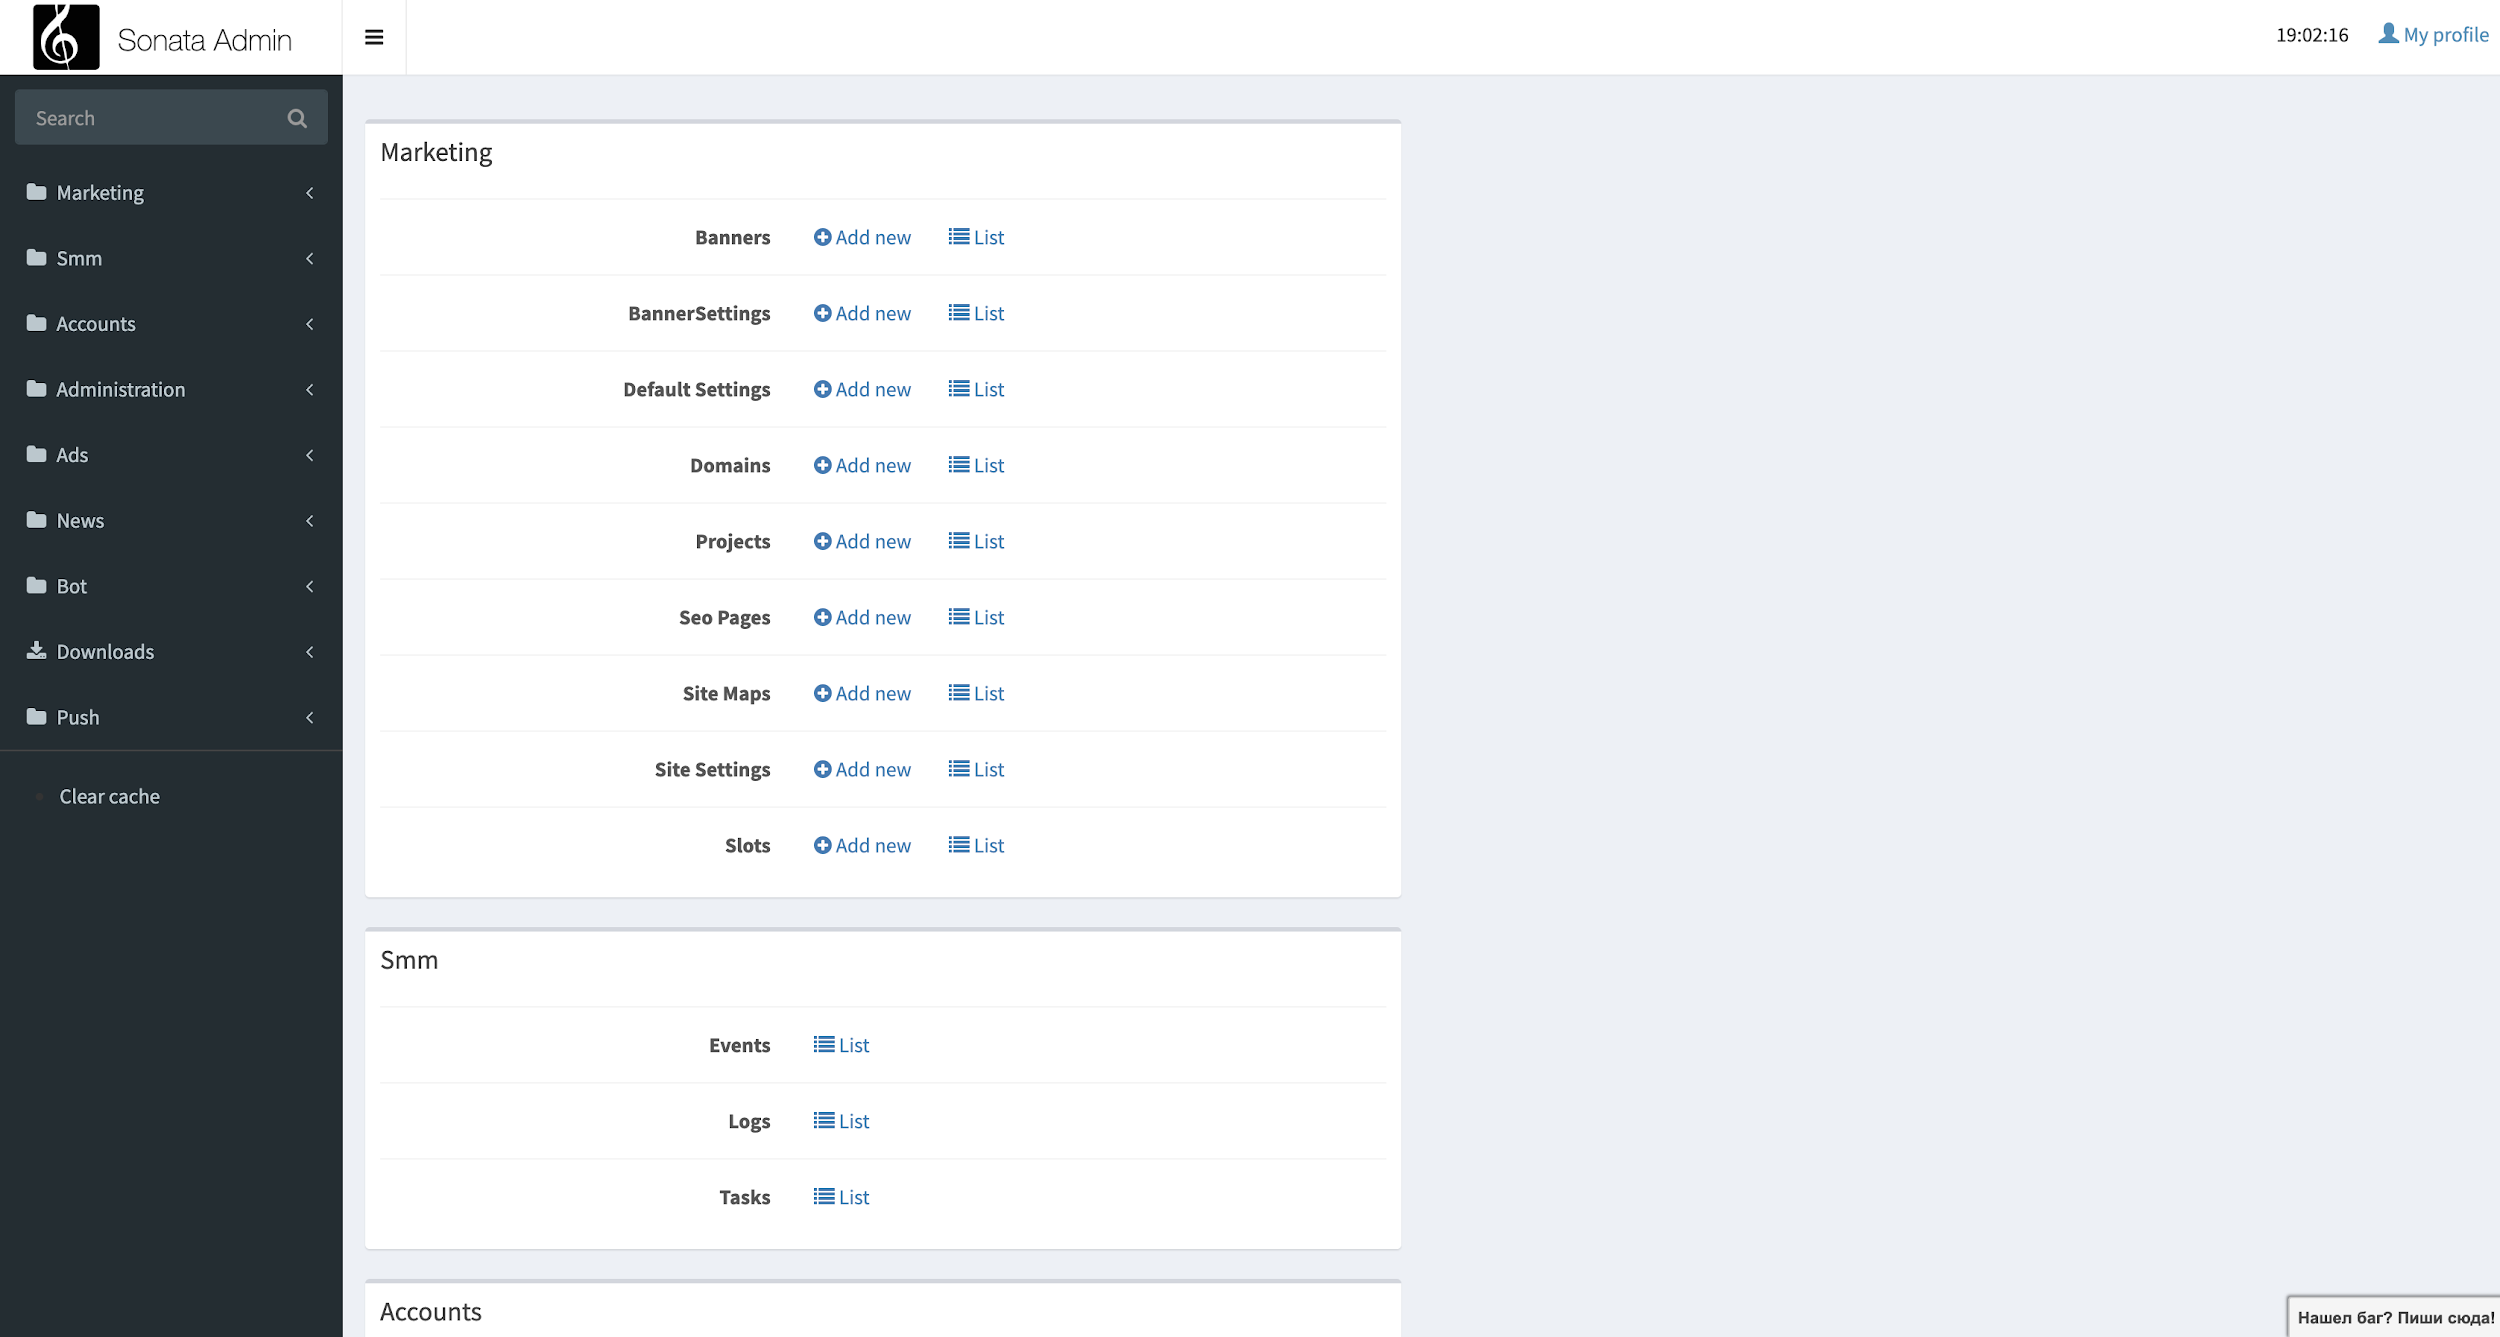 Sonata Admin
19:02:16 My profile
Search
Marketing
Smm
Accounts
Administration
Ads
News
Bot
Downloads
Push
Clear cache
Marketing
Banners Add new List
BannerSettings Add new List
Default Settings Add new List
Domains Add new List
Projects Add new List
Seo Pages Add new List
Site Maps Add new List
Site Settings Add new List
Slots Add new List
Smm
Events List
Logs List
Tasks List
Accounts
Нашел баг? Пиши сюда!